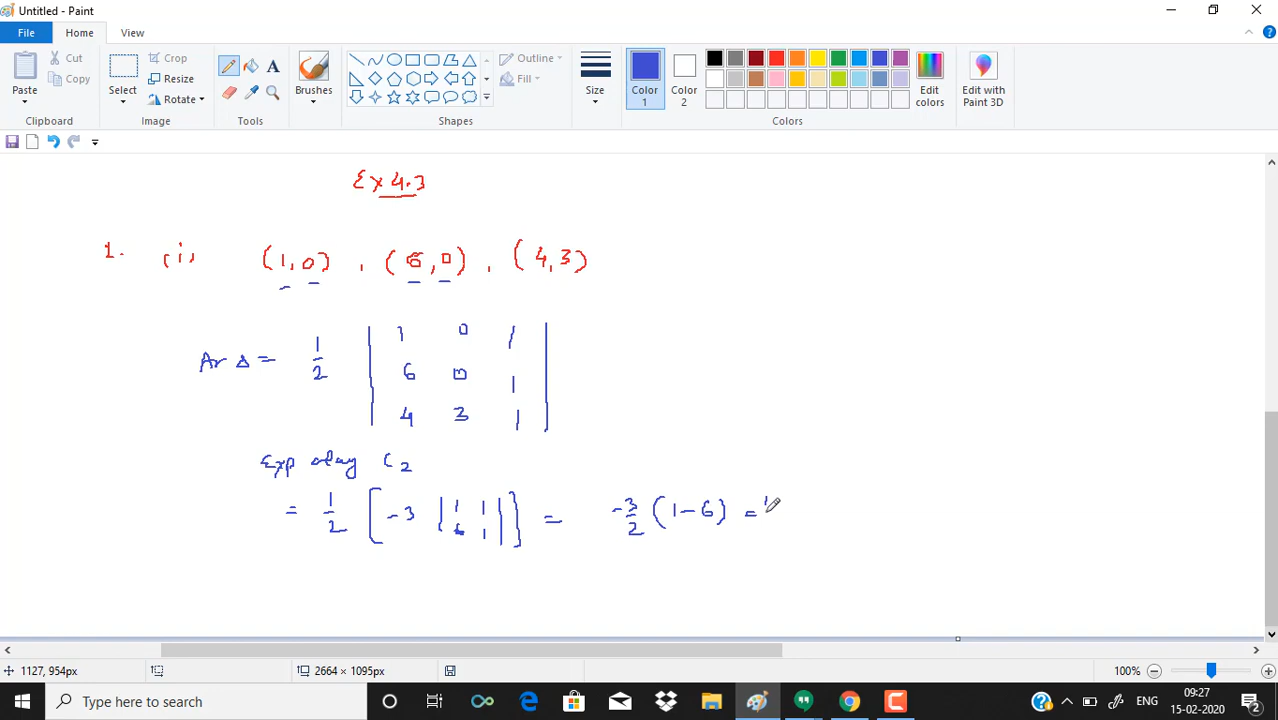 Untitled - Paint
File Home View
Paste Cut Copy
Select Crop Resize Rotate
A
Brushes
Outline Fill
Size
Color 1 Color 2
Edit colors
Edit with Paint 3D
Clipboard Image Tools Shapes Colors
Ex 4.3
1. (i) (1,0) , (6,0) , (4,3)
Ar Δ = 1/2 | 1 0 1 |
| 6 0 1 |
| 4 3 1 |
Exp along C2
= 1/2 [ -3 | 1 1 | ] = -3/2 (1-6) = 1
| 6 1 |
1127, 954px 2664 × 1095px 100%
Type here to search
ENG 09:27
15-02-2020 2